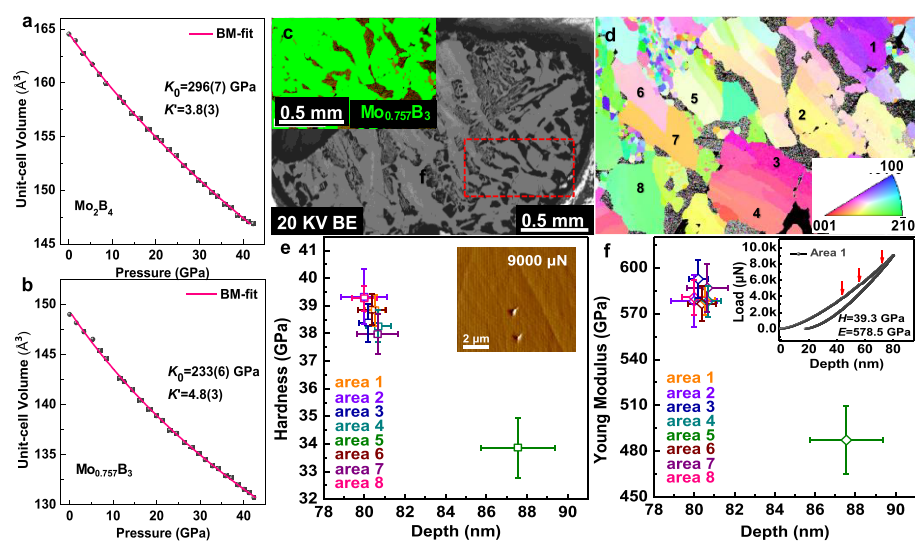 a
165
160
155
150
145
Unit-cell Volume (Å³)
BM-fit
K₀=296(7) GPa
K'=3.8(3)
Mo₂B₄
0 10 20 30 40
Pressure (GPa)
b
150
145
140
135
130
Unit-cell Volume (Å³)
BM-fit
K₀=233(6) GPa
K'=4.8(3)
Mo₀.₇₅₇B₃
0 10 20 30 40
Pressure (GPa)
c
0.5 mm
Mo₀.₇₅₇B₃
f
20 KV BE
0.5 mm
d
1
2
3
4
5
6
7
8
100
001
210
e
41
40
39
38
37
36
35
34
33
32
Hardness (GPa)
9000 µN
2 µm
area 1
area 2
area 3
area 4
area 5
area 6
area 7
area 8
78 80 82 84 86 88 90
Depth (nm)
f
600
570
540
510
480
450
Young Modulus (GPa)
area 1
area 2
area 3
area 4
area 5
area 6
area 7
area 8
78 80 82 84 86 88 90
Depth (nm)
10.0k
8.0k
6.0k
4.0k
2.0k
0.0
Load (µN)
Area 1
H=39.3 GPa
E=578.5 GPa
0 20 40 60 80
Depth (nm)